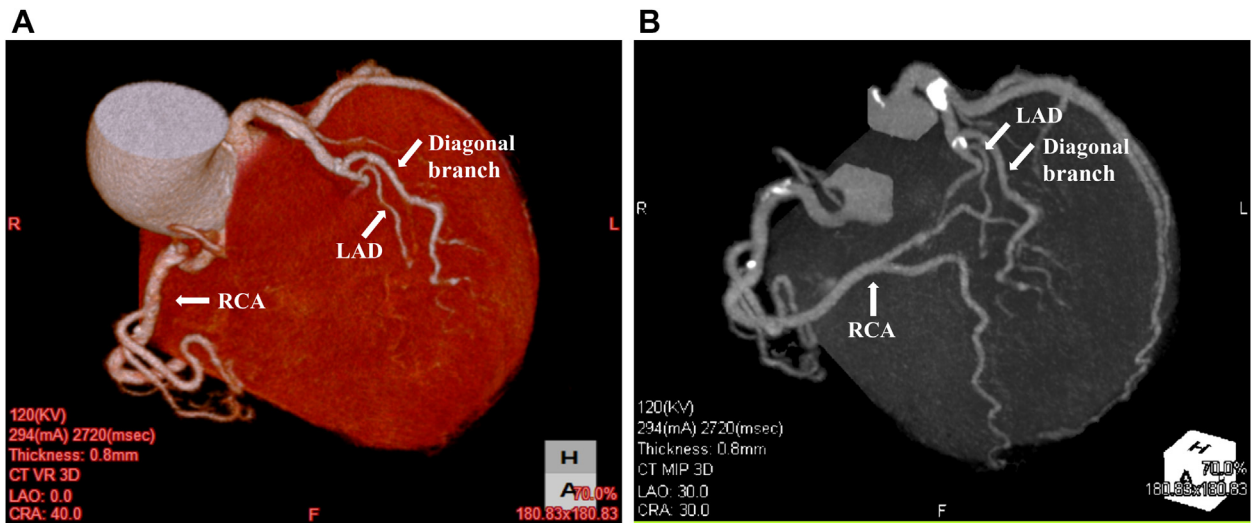 A
Diagonal
branch
R
L
LAD
RCA
120(KV)
294(mA) 2720(msec)
Thickness: 0.8mm
CT VR 3D
LAO: 0.0
CRA: 40.0
F
H
A
70.0%
180.83x180.83
B
LAD
Diagonal
branch
R
L
RCA
120(KV)
294(mA) 2720(msec)
Thickness: 0.8mm
CT MIP 3D
LAO: 30.0
CRA: 30.0
F
H
A
70.0%
180.83x180.83